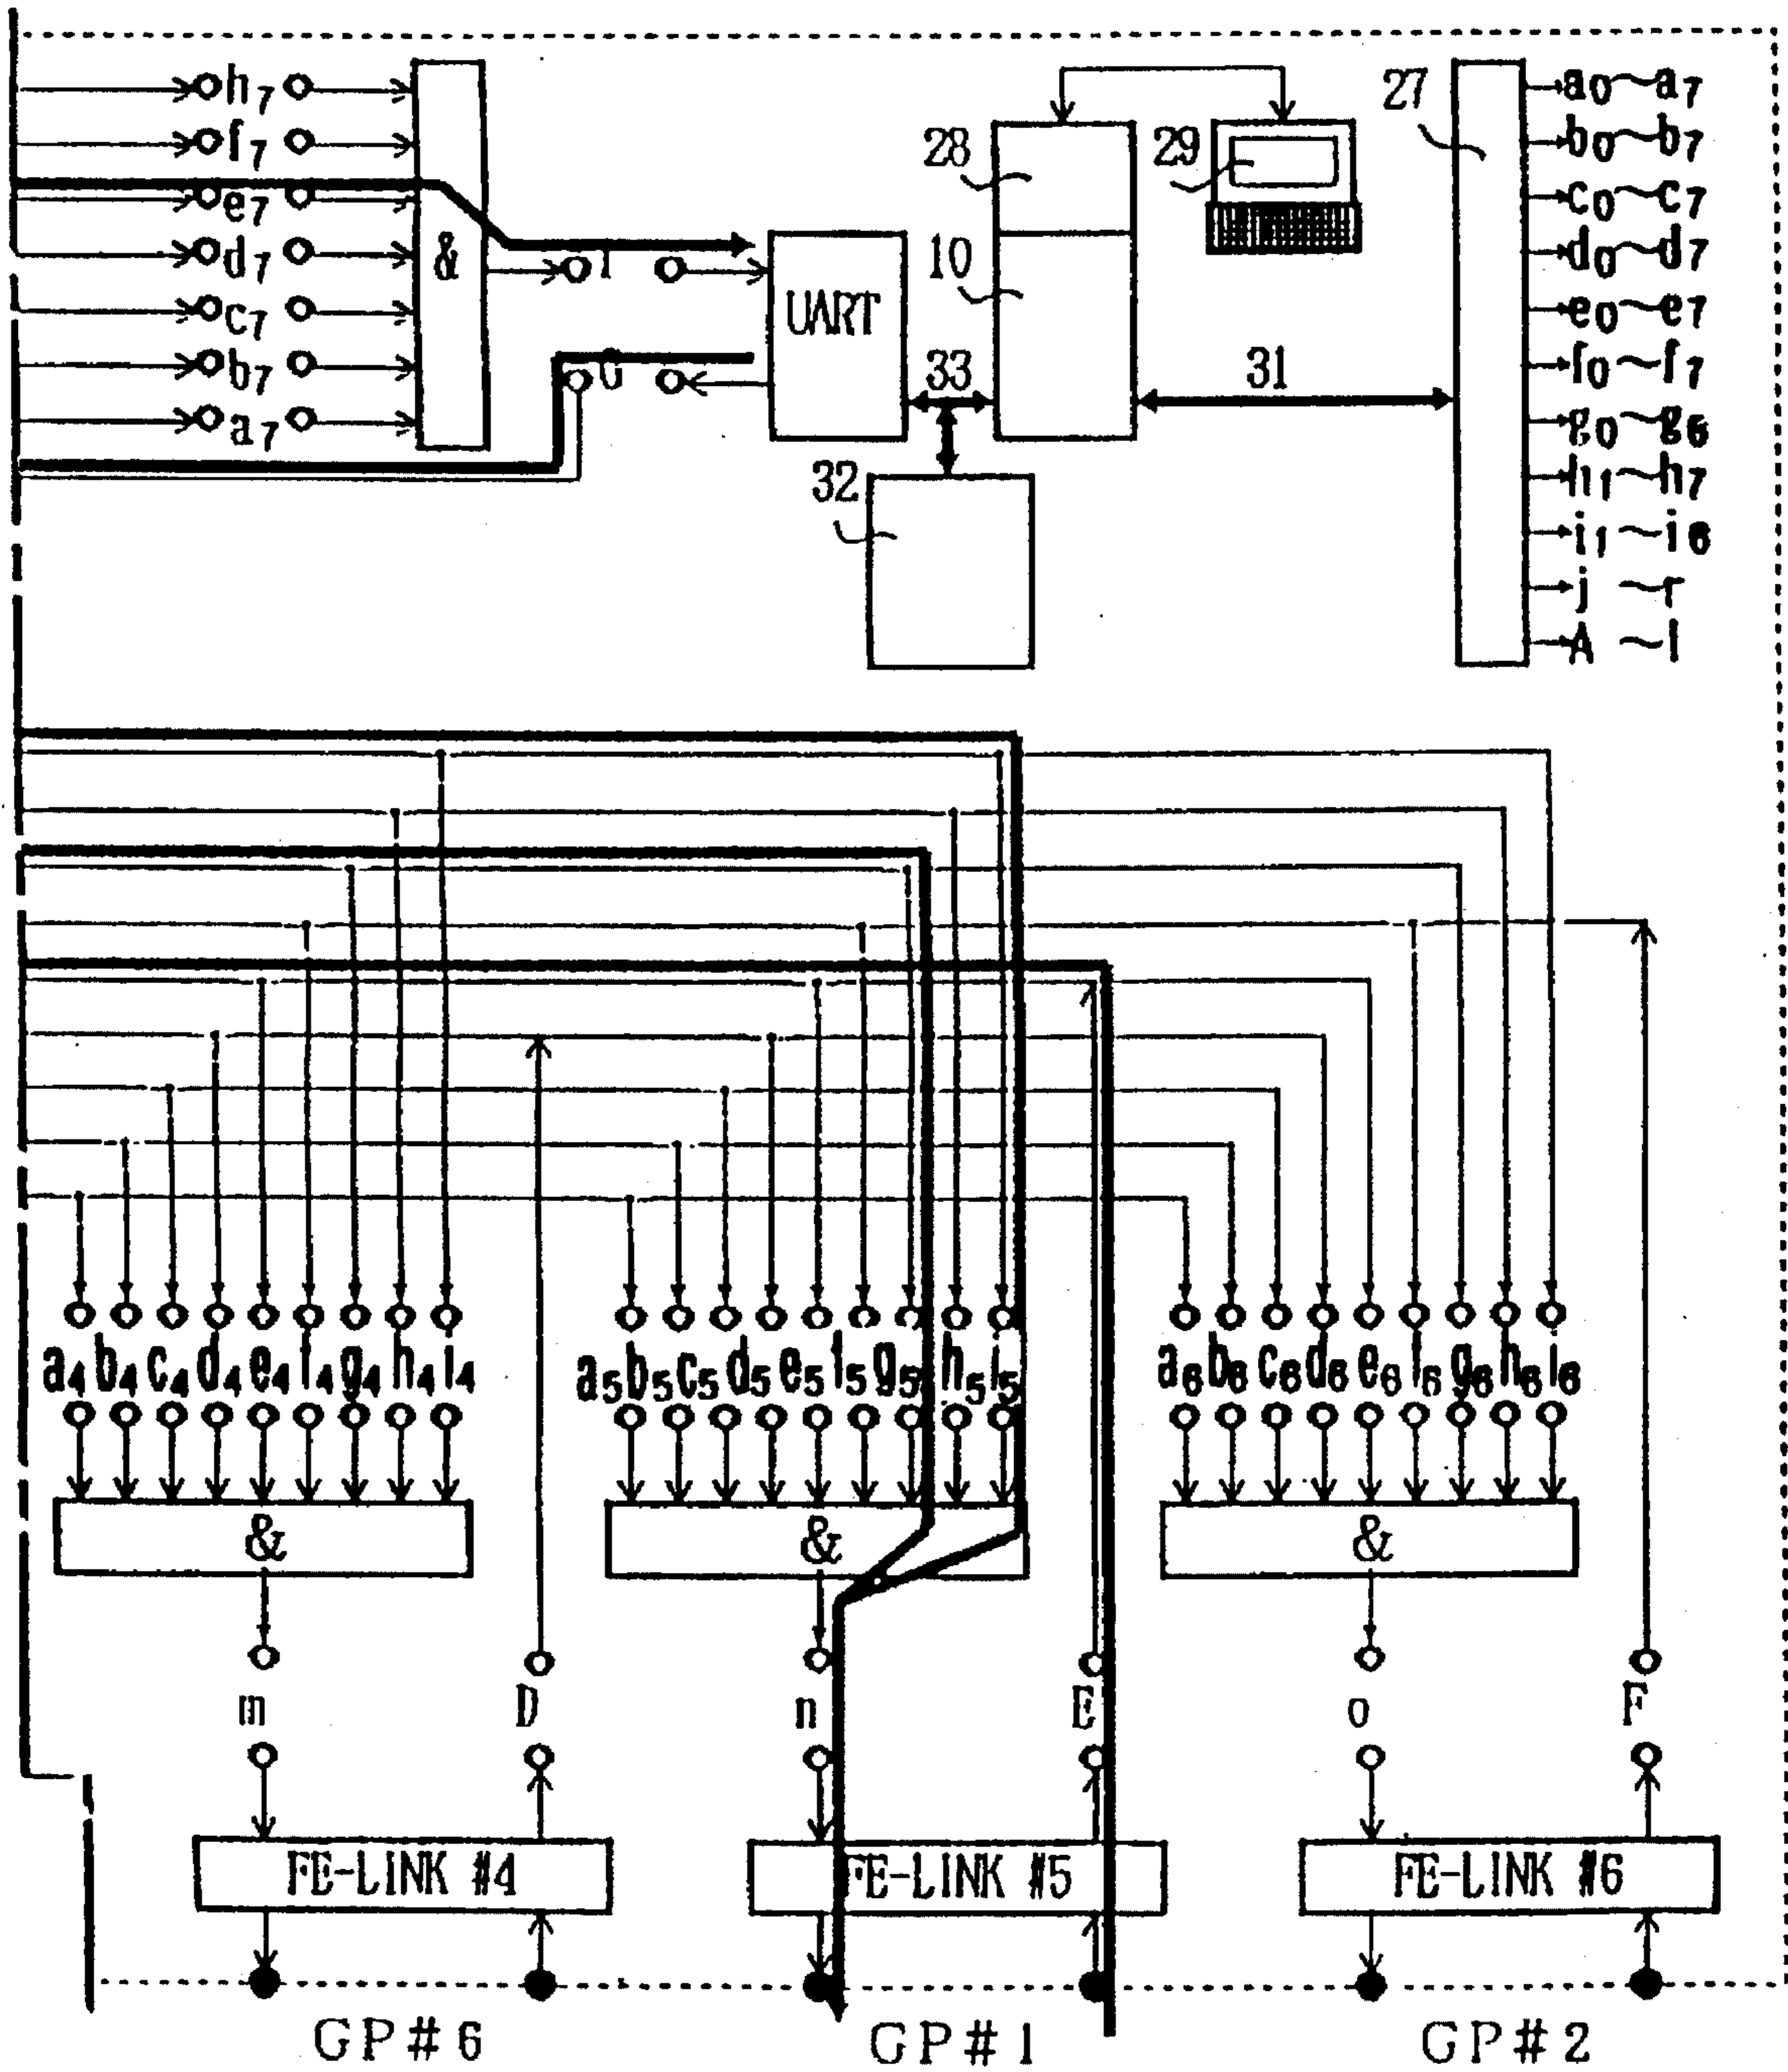 h7
f7
e7
d7
&
c7
b7
a7
I
G
UART
28
29
10
33
31
32
27
a0~a7
b0~b7
c0~c7
d0~d7
e0~e7
f0~f7
g0~g6
h1~h7
i1~i6
j ~r
A ~I
a4 b4 c4 d4 e4 f4 g4 h4 i4
a5 b5 c5 d5 e5 f5 g5 h5 i5
a6 b6 c6 d6 e6 f6 g6 h6 i6
& & &
m D n E o F
FE-LINK #4 FE-LINK #5 FE-LINK #6
GP#6 GP#1 GP#2